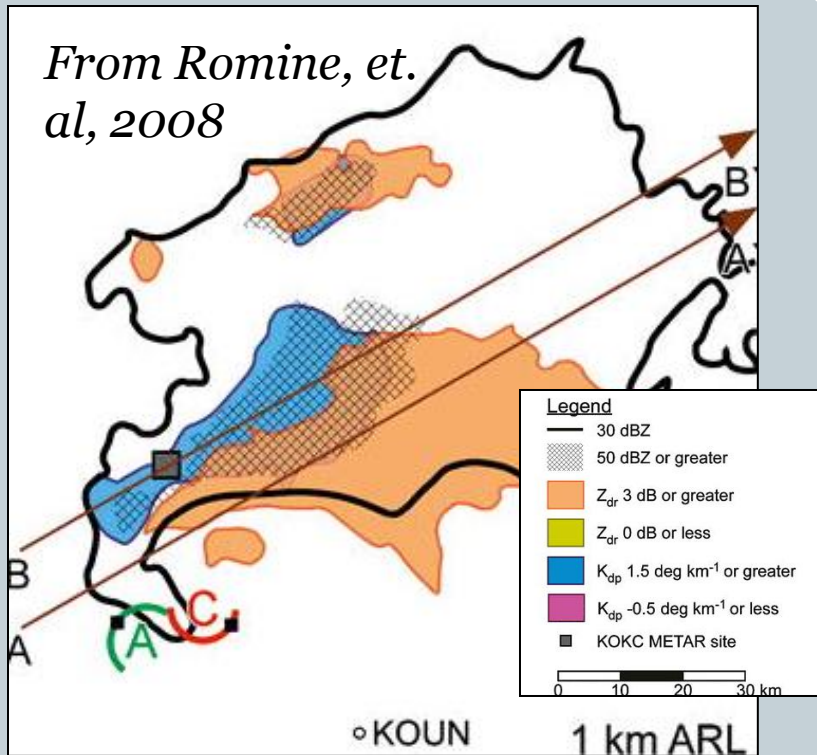 From Romine, et.
al, 2008
B
A
B
A
A
C
Legend
30 dBZ
50 dBZ or greater
Zdr 3 dB or greater
Zdr 0 dB or less
Kdp 1.5 deg km-1 or greater
Kdp -0.5 deg km-1 or less
KOKC METAR site
0 10 20 30 km
KOUN
1 km ARL